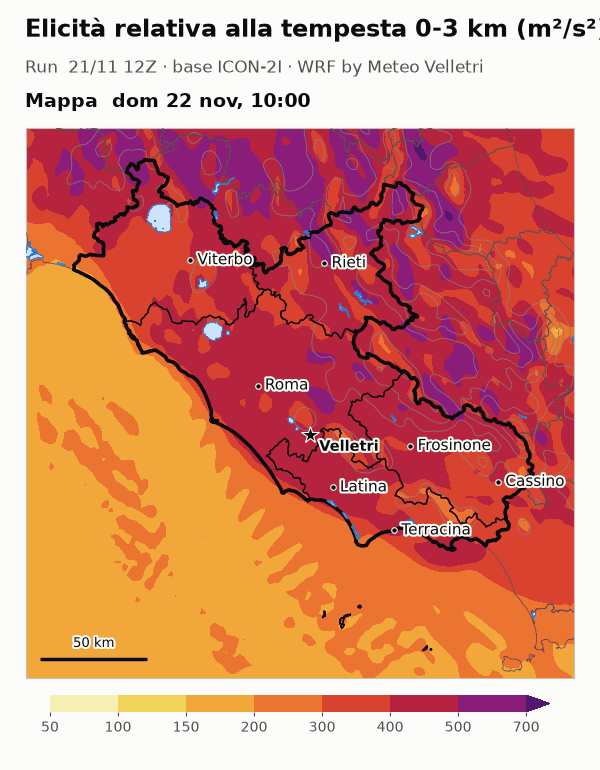 Elicità relativa alla tempesta 0-3 km (m²/s²)
Run 21/11 12Z · base ICON-2I · WRF by Meteo Velletri
Mappa dom 22 nov, 10:00
Viterbo
Rieti
Roma
Velletri
Frosinone
Latina
Cassino
Terracina
50 km
50 100 150 200 300 400 500 700